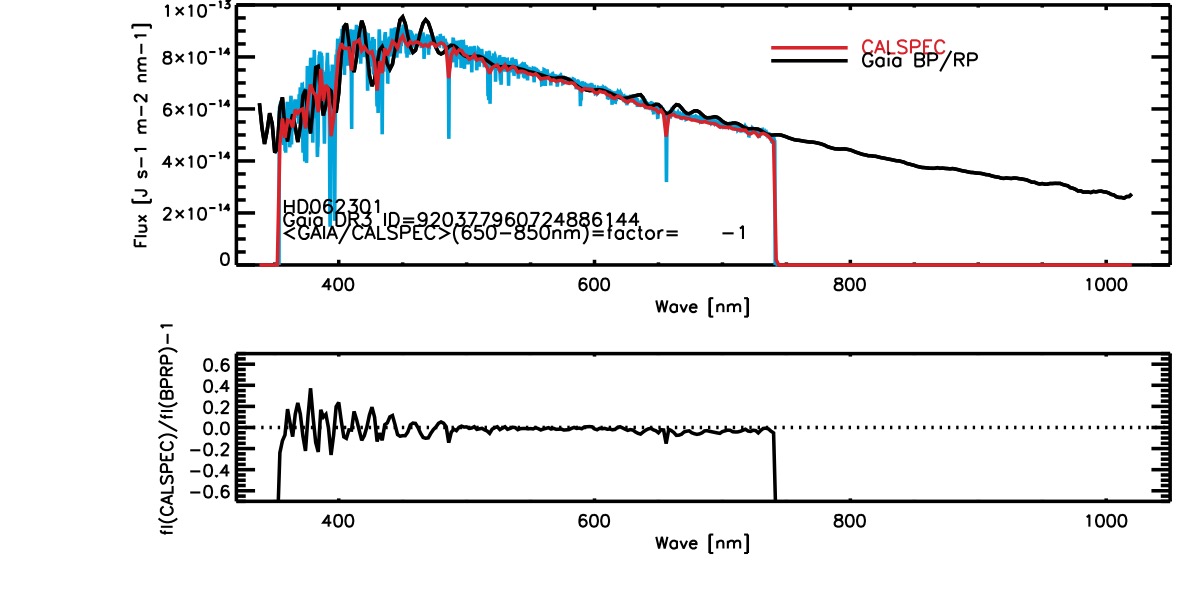 1×10−13
8×10−14
6×10−14
4×10−14
2×10−14
0
Flux [J s−1 m−2 nm−1]
CALSPEC
Gaia BP/RP
HD062301
Gaia DR3 ID=920377960724886144
<GAIA/CALSPEC>(650−850nm)=factor= −1
400 600 800 1000
Wave [nm]
fl(CALSPEC)/fl(BPRP)−1
0.6
0.4
0.2
0.0
−0.2
−0.4
−0.6
400 600 800 1000
Wave [nm]